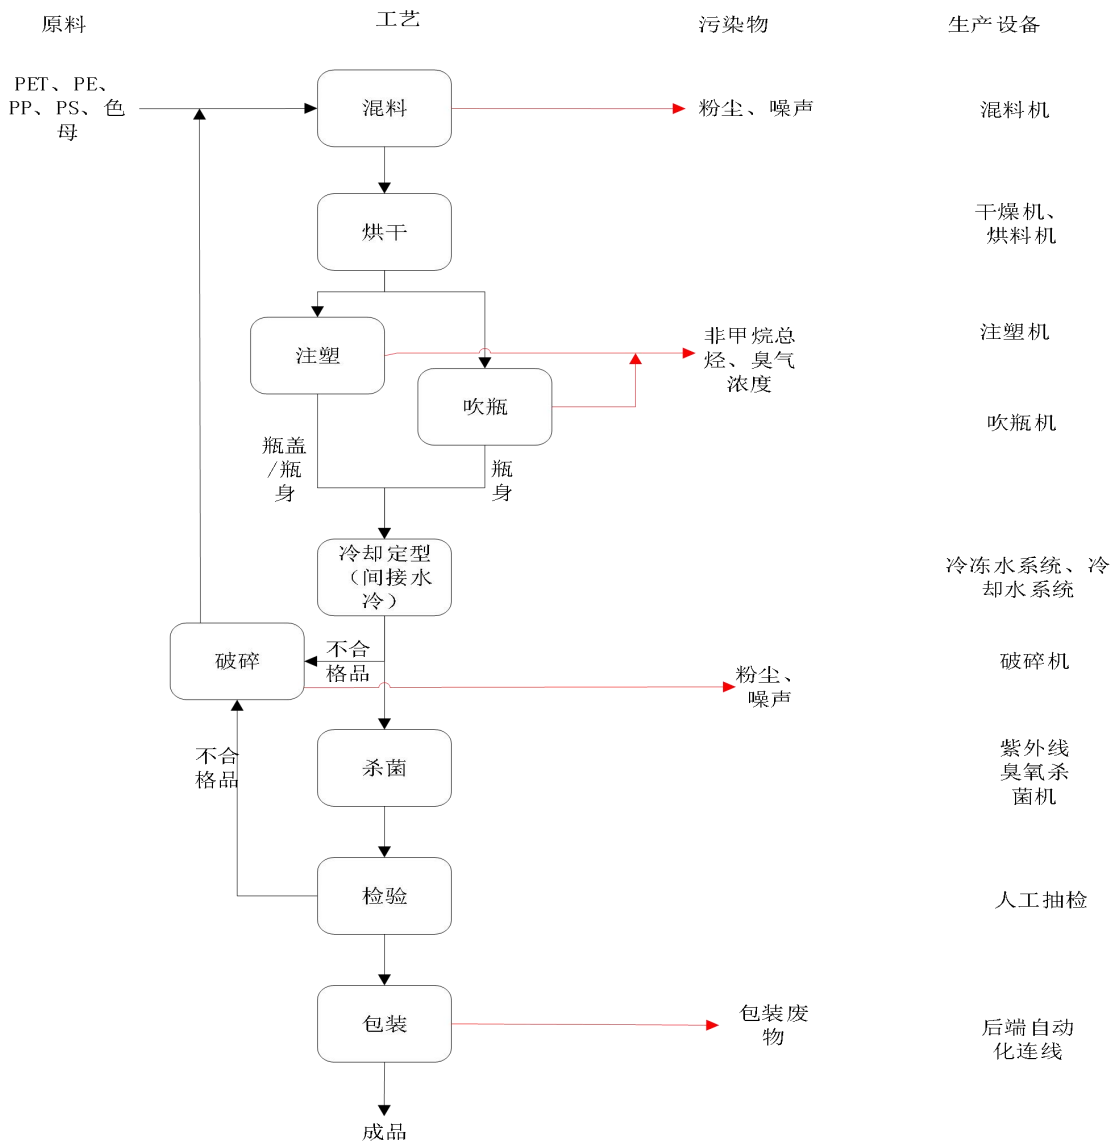 原料
工艺
污染物
生产设备
PET、PE、
PP、PS、色
母
混料
粉尘、噪声
混料机
烘干
干燥机、
烘料机
注塑
非甲烷总
烃、臭气
浓度
注塑机
吹瓶
吹瓶机
瓶盖
/瓶
身
瓶
身
冷却定型
（间接水
冷）
冷冻水系统、冷
却水系统
破碎
不合
格品
粉尘、
噪声
破碎机
不合
格品
杀菌
紫外线
臭氧杀
菌机
检验
人工抽检
包装
包装废
物
后端自动
化连线
成品